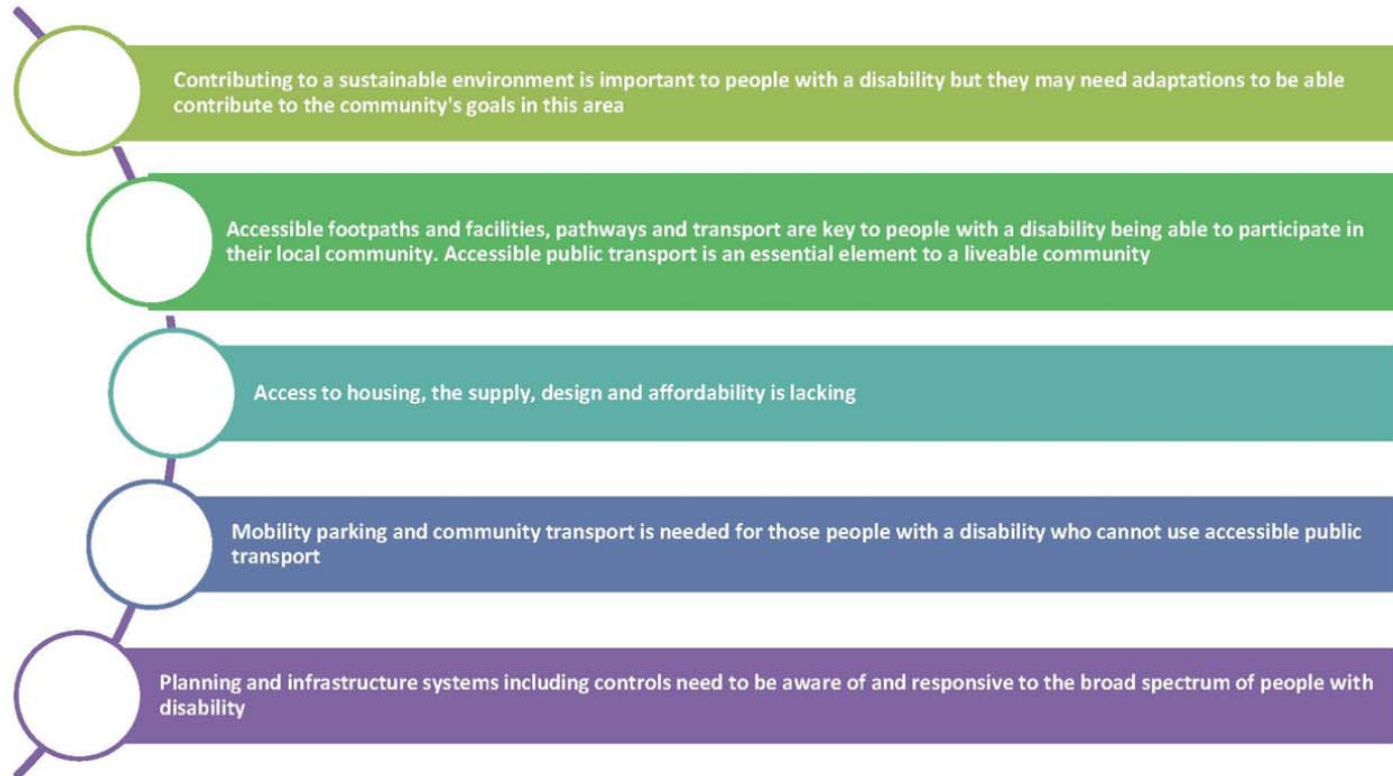 Contributing to a sustainable environment is important to people with a disability but they may need adaptations to be able
contribute to the community's goals in this area
Accessible footpaths and facilities, pathways and transport are key to people with a disability being able to participate in
their local community. Accessible public transport is an essential element to a liveable community
Access to housing, the supply, design and affordability is lacking
Mobility parking and community transport is needed for those people with a disability who cannot use accessible public
transport
Planning and infrastructure systems including controls need to be aware of and responsive to the broad spectrum of people with
disability